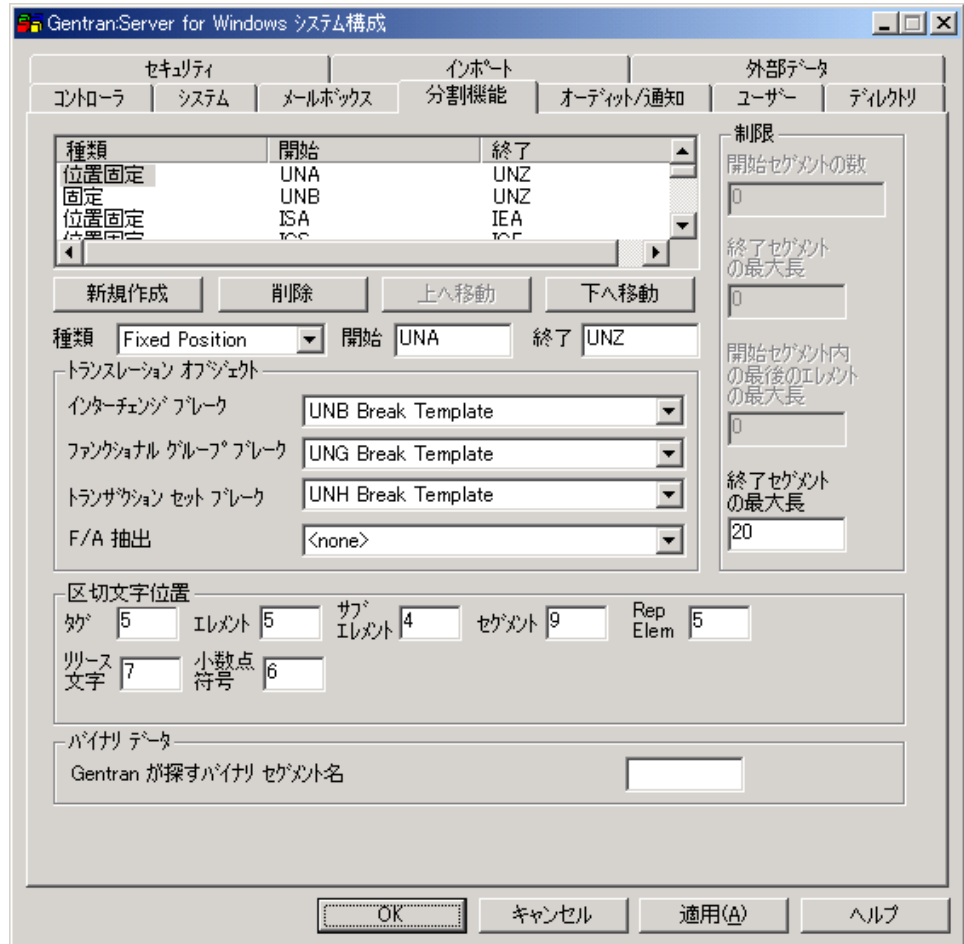 Gentran:Server for Windows システム構成
セキュリティ インポート 外部データ
コントローラ システム メールボックス 分割機能 オーディット/通知 ユーザー ディレクトリ
種類 開始 終了
位置固定 UNA UNZ
固定 UNB UNZ
位置固定 ISA IEA
新規作成 削除 上へ移動 下へ移動
種類 Fixed Position 開始 UNA 終了 UNZ
トランスレーション オブジェクト
インターチェンジ ブレーク UNB Break Template
ファンクショナル グループ ブレーク UNG Break Template
トランザクション セット ブレーク UNH Break Template
F/A 抽出 <none>
制限
開始セグメントの数
0
終了セグメント
の最大長
0
開始セグメント内
の最後のエレメント
の最大長
0
終了セグメント
の最大長
20
区切文字位置
タグ 5 エレメント 5 サブ
エレメント 4 セグメント 9 Rep
Elem 5
リリース
文字 7 小数点
符号 6
バイナリ データ
Gentran が探すバイナリ セグメント名
OK キャンセル 適用(A) ヘルプ